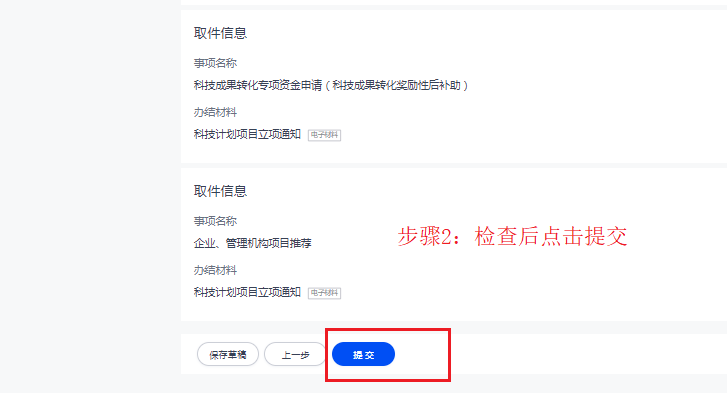 取件信息
事项名称
科技成果转化专项资金申请（科技成果转化奖励性后补助）
办结材料
科技计划项目立项通知 电子材料
取件信息
事项名称
步骤2：检查后点击提交
企业、管理机构项目推荐
办结材料
科技计划项目立项通知 电子材料
保存草稿 上一步 提交